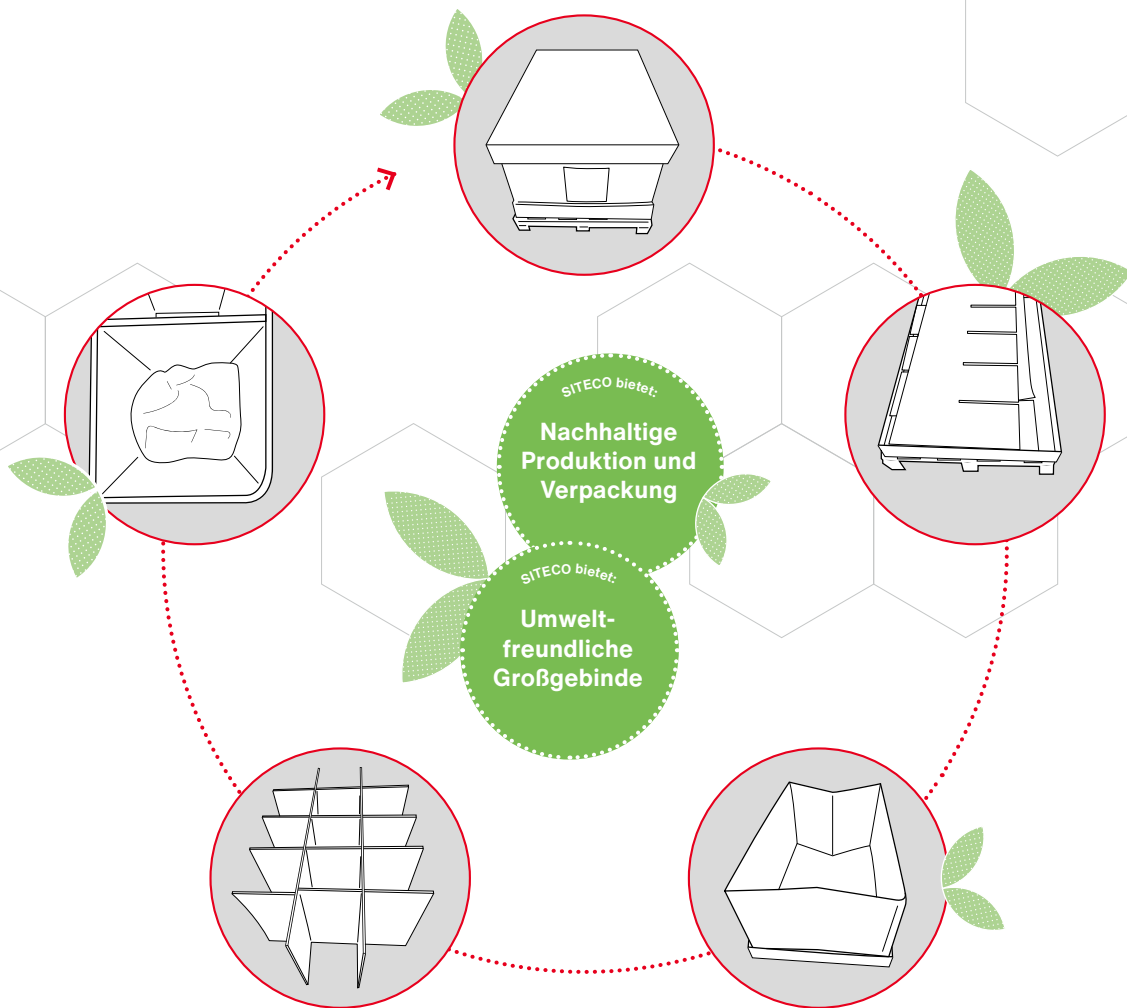 SITECO bietet:
Nachhaltige
Produktion und
Verpackung
SITECO bietet:
Umwelt-
freundliche
Großgebinde